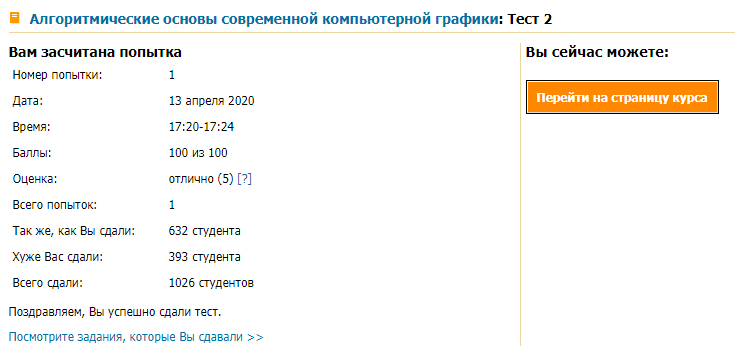 Алгоритмические основы современной компьютерной графики: Тест 2
Вам засчитана попытка
Номер попытки: 1
Дата: 13 апреля 2020
Время: 17:20-17:24
Баллы: 100 из 100
Оценка: отлично (5) [?]
Всего попыток: 1
Так же, как Вы сдали: 632 студента
Хуже Вас сдали: 393 студента
Всего сдали: 1026 студентов
Поздравляем, Вы успешно сдали тест.
Посмотрите задания, которые Вы сдавали >>
Вы сейчас можете:
Перейти на страницу курса